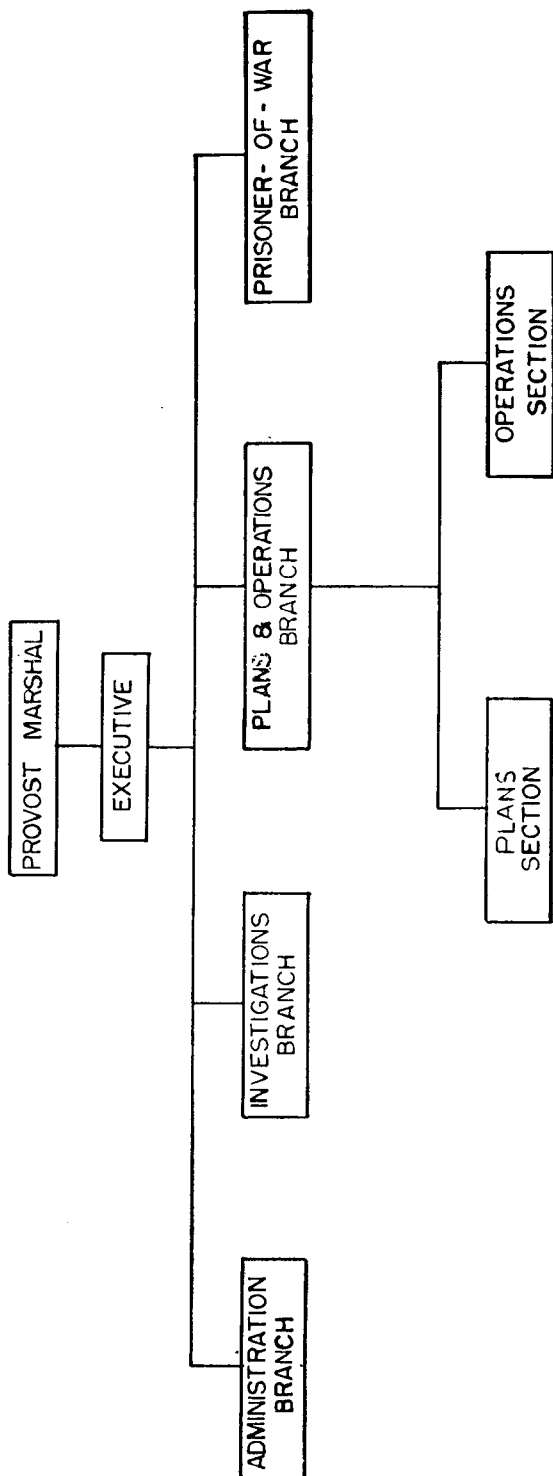 PROVOST MARSHAL
EXECUTIVE
ADMINISTRATION
BRANCH
INVESTIGATIONS
BRANCH
PLANS & OPERATIONS
BRANCH
PRISONER- OF - WAR
BRANCH
PLANS
SECTION
OPERATIONS
SECTION